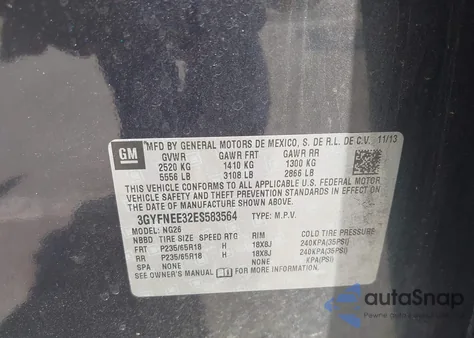 GM
MFD BY GENERAL MOTORS DE MEXICO, S. DE R.L. DE C.V. 11/13
GVWR GAWR FRT GAWR RR
2520 KG 1410 KG 1300 KG
5556 LB 3108 LB 2866 LB
THIS VEHICLE CONFORMS TO ALL APPLICABLE U.S. FEDERAL MOTOR
VEHICLE SAFETY, BUMPER, AND THEFT PREVENTION STANDARDS IN
EFFECT ON THE DATE OF MANUFACTURE SHOWN ABOVE.
3GYFNEE32ES583564 TYPE: M.P.V.
MODEL: NQ26
NBBD TIRE SIZE SPEED RTG RIM COLD TIRE PRESSURE
FRT P235/65R18 H 18X8J 240KPA(35PSI)
RR P235/65R18 H 18X8J 240KPA(35PSI)
SPA NONE NONE KPA(PSI)
SEE OWNER'S MANUAL FOR MORE INFORMATION.
autoSnap